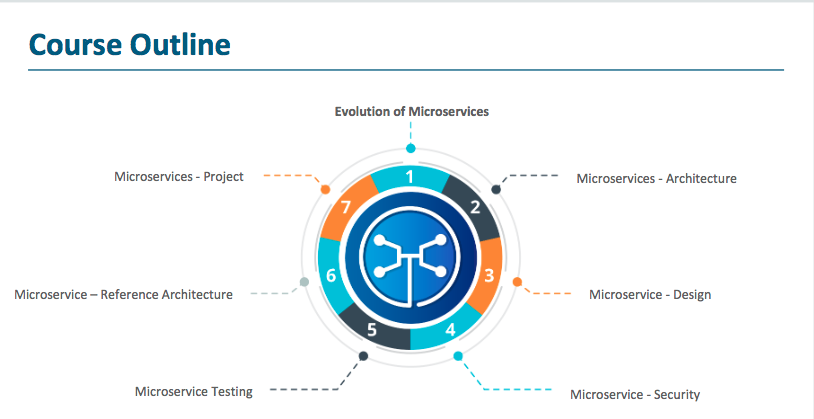 Course Outline
Evolution of Microservices
1
Microservices - Architecture
2
Microservice - Design
3
Microservice - Security
4
Microservice Testing
5
Microservice – Reference Architecture
6
Microservices - Project
7